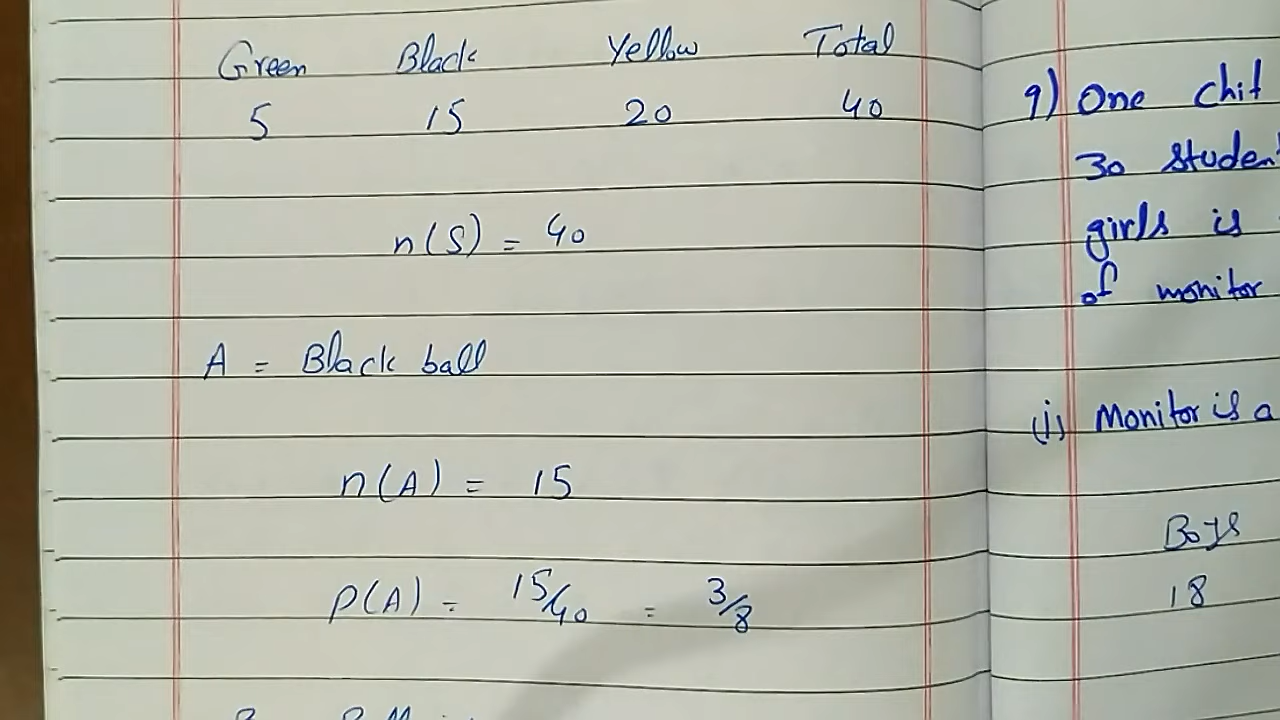 Green Black Yellow Total
5 15 20 40
n(S) = 40
A = Black ball
n(A) = 15
P(A) = 15/40 = 3/8
9) One chit
30 student
girls is
of monitor
(i) Monitor is a
Boys
18